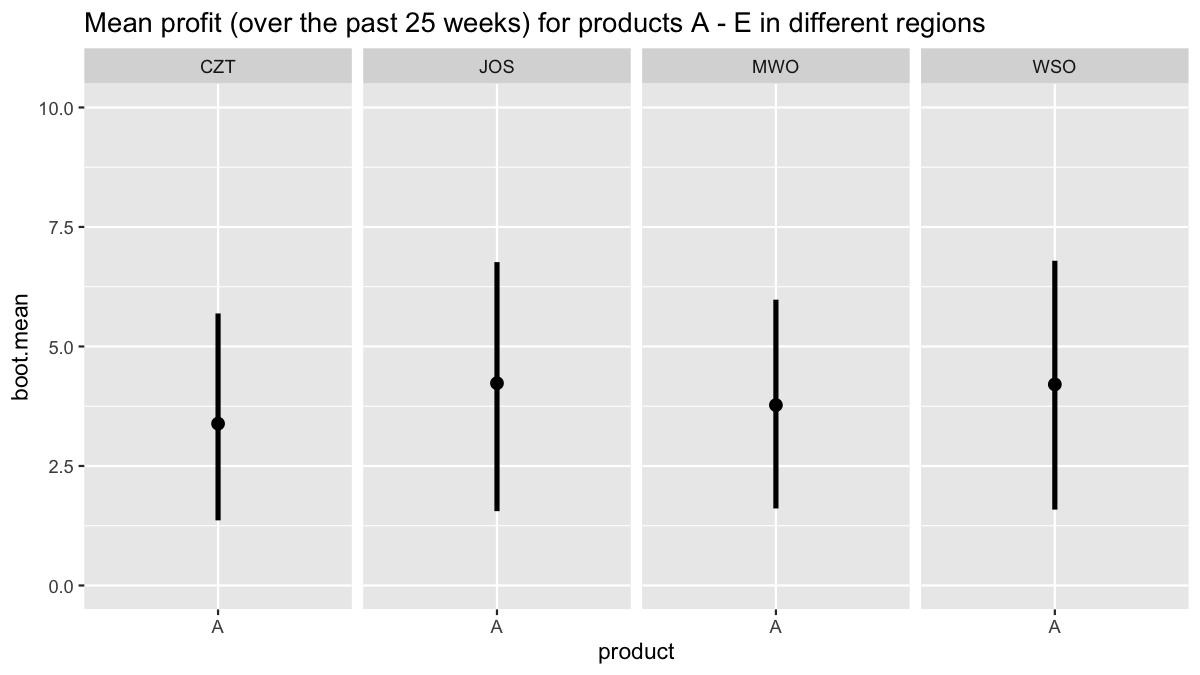 Mean profit (over the past 25 weeks) for products A - E in different regions
CZT JOS MWO WSO
10.0
7.5
5.0
2.5
0.0
boot.mean
A A A A
product